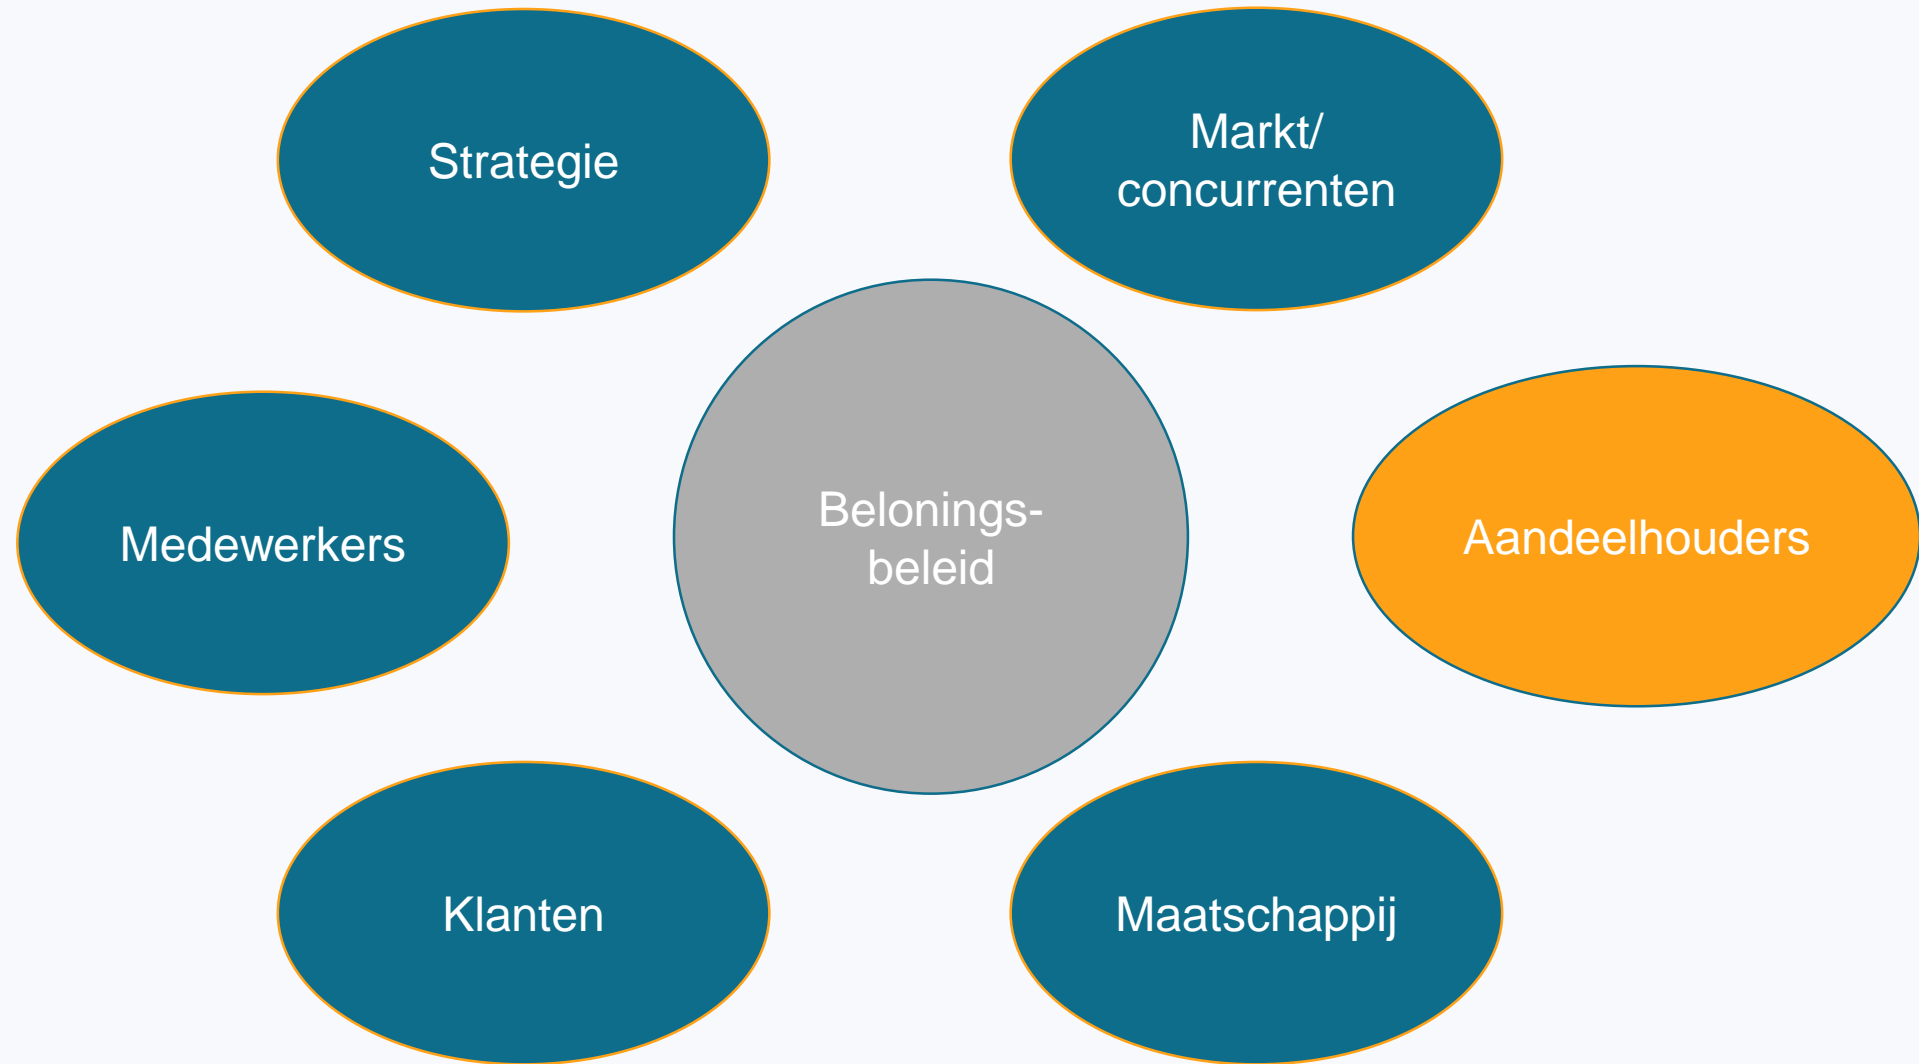 Strategie
Markt/
concurrenten
Medewerkers
Belonings-
beleid
Aandeelhouders
Klanten
Maatschappij